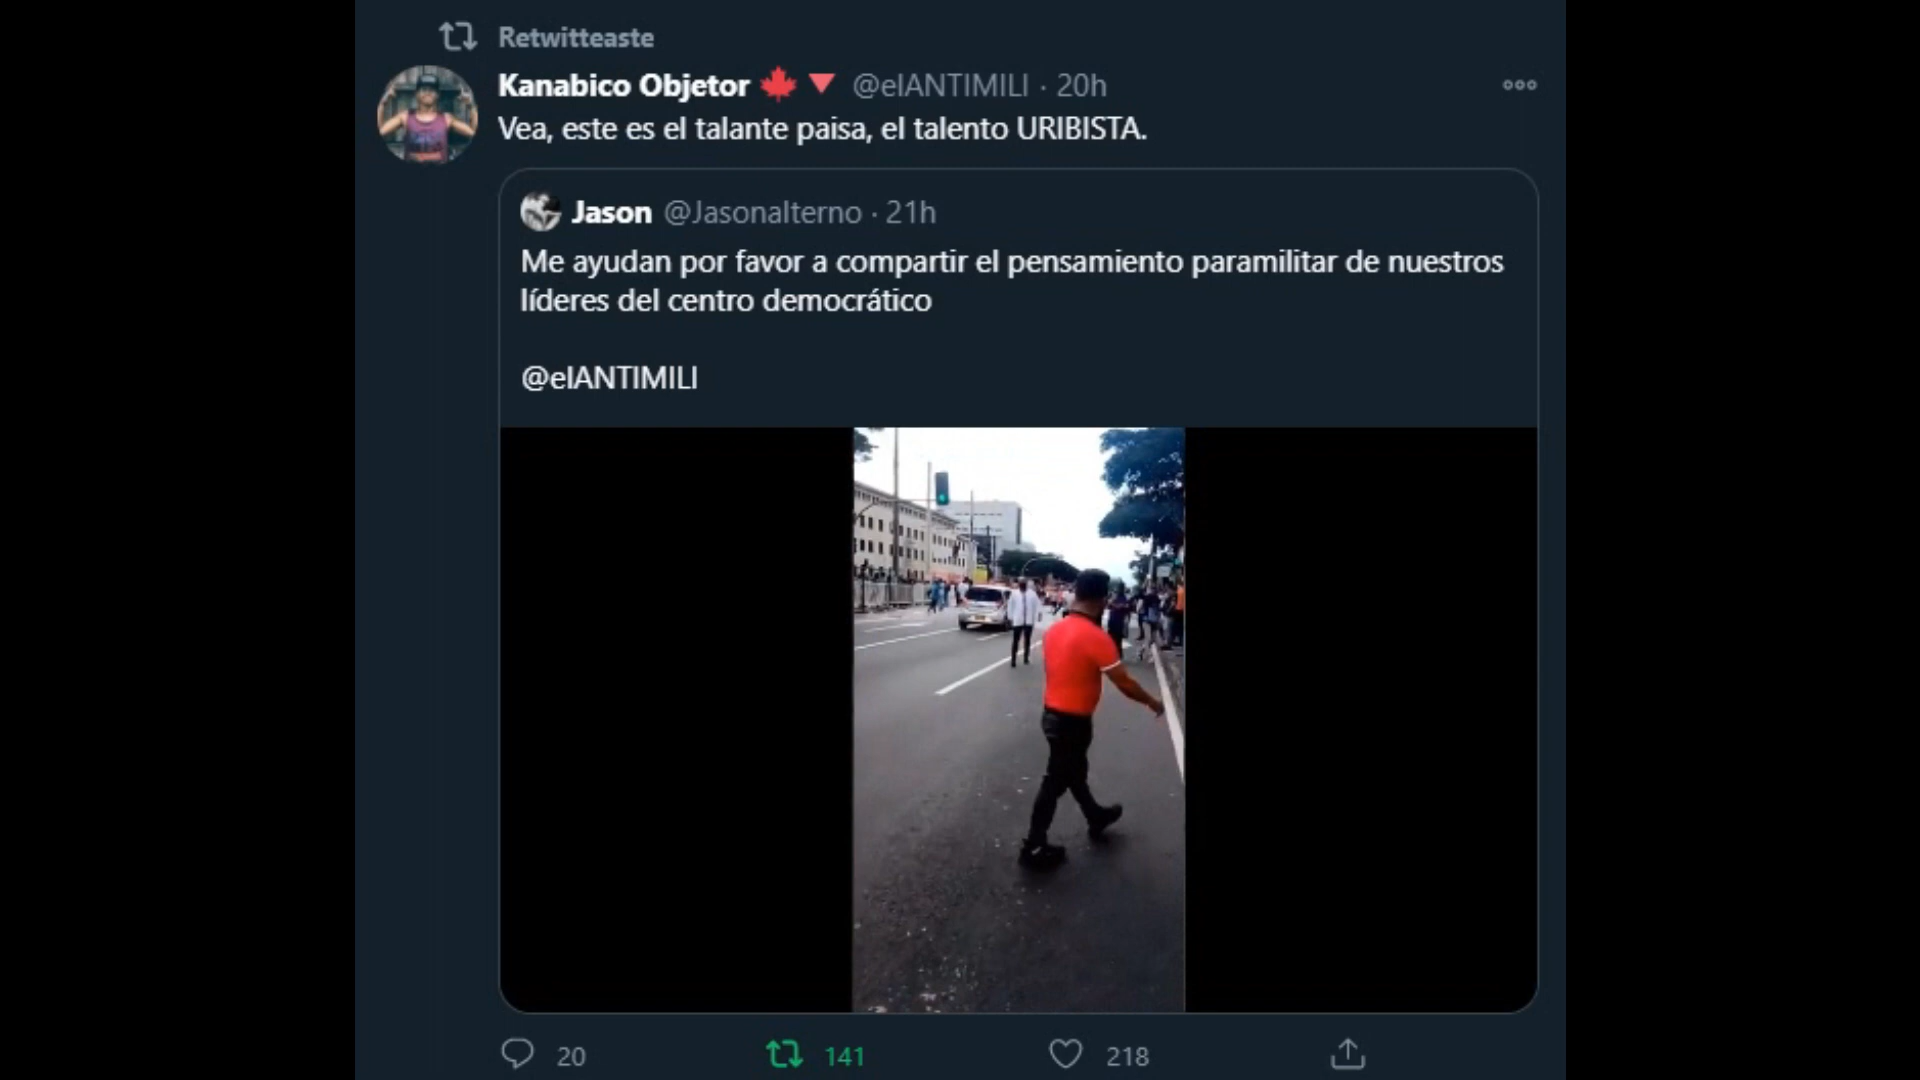 Retwitteaste
Kanabico Objetor 🍁🔻 @elANTIMILI · 20h
Vea, este es el talante paisa, el talento URIBISTA.
Jason @Jasonalterno · 21h
Me ayudan por favor a compartir el pensamiento paramilitar de nuestros
líderes del centro democrático
@elANTIMILI
20 141 218